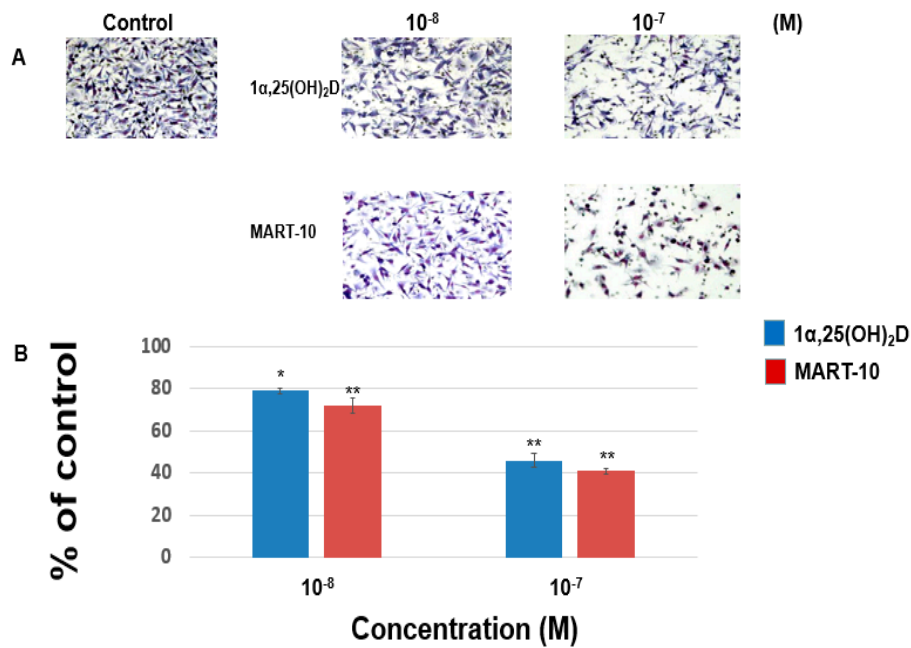 Control 10⁻⁸ 10⁻⁷ (M)
A
1α,25(OH)₂D
MART-10
B
1α,25(OH)₂D
MART-10
% of control
100
80
60
40
20
0
* ** ** **
10⁻⁸ 10⁻⁷
Concentration (M)